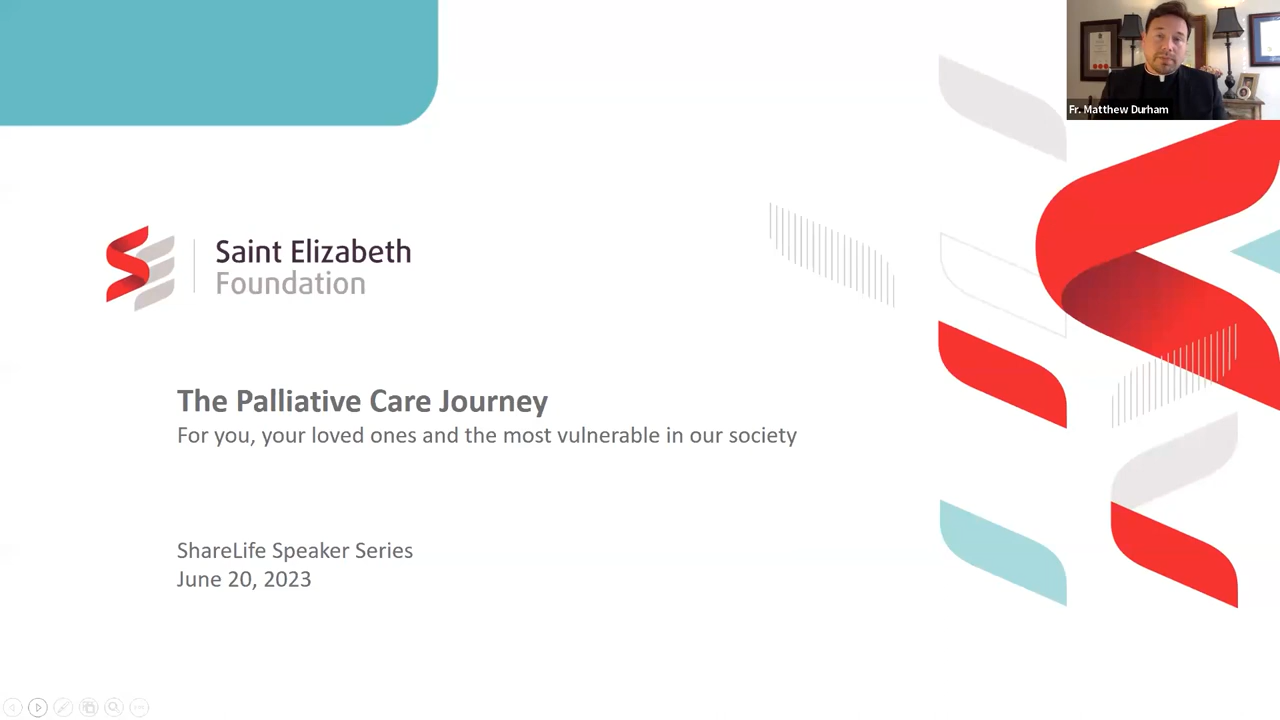 Fr. Matthew Durham
Saint Elizabeth
Foundation
The Palliative Care Journey
For you, your loved ones and the most vulnerable in our society
ShareLife Speaker Series
June 20, 2023